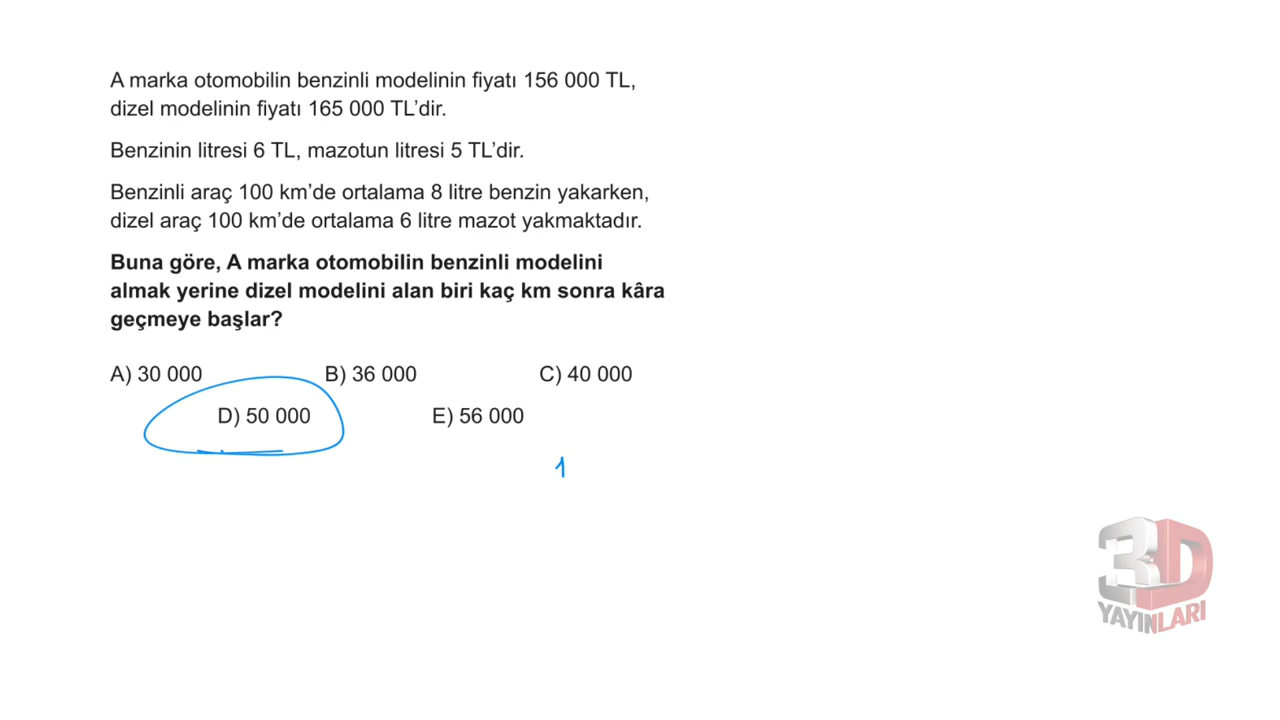 A marka otomobilin benzinli modelinin fiyatı 156 000 TL,
dizel modelinin fiyatı 165 000 TL'dir.
Benzinin litresi 6 TL, mazotun litresi 5 TL'dir.
Benzinli araç 100 km'de ortalama 8 litre benzin yakarken,
dizel araç 100 km'de ortalama 6 litre mazot yakmaktadır.
Buna göre, A marka otomobilin benzinli modelini
almak yerine dizel modelini alan biri kaç km sonra kâra
geçmeye başlar?
A) 30 000 B) 36 000 C) 40 000
D) 50 000 E) 56 000
1
3D
YAYINLARI